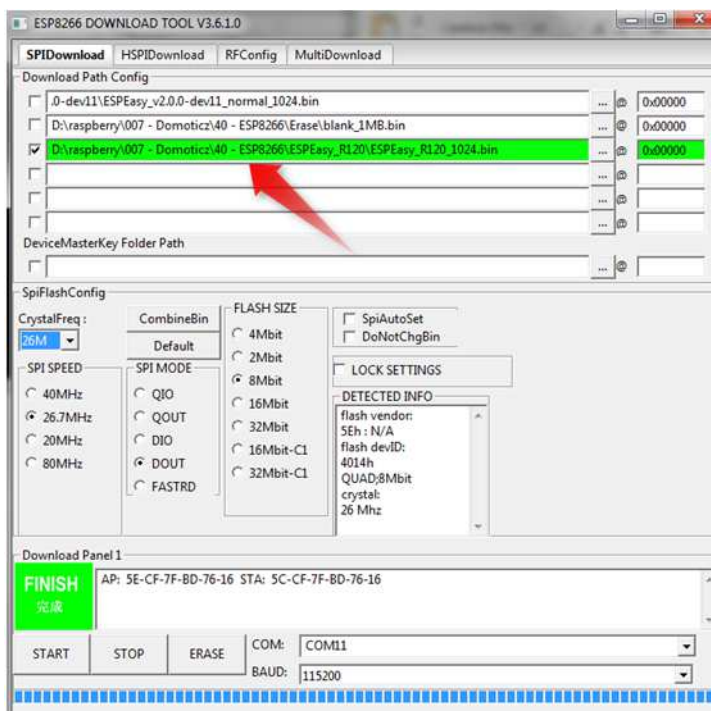 ESP8266 DOWNLOAD TOOL V3.6.1.0
SPIDownload HSPIDownload RFConfig MultiDownload
Download Path Config
.0-dev11\ESPEasy_v2.0.0-dev11_normal_1024.bin ... @ 0x00000
D:\raspberry\007 - Domoticz\40 - ESP8266\Erase\blank_1MB.bin ... @ 0x00000
D:\raspberry\007 - Domoticz\40 - ESP8266\ESPEasy_R120\ESPEasy_R120_1024.bin ... @ 0x00000
... @
... @
... @
DeviceMasterKey Folder Path
... @
SpiFlashConfig
CrystalFreq :
26M
CombineBin
Default
SPI SPEED
40MHz
26.7MHz
20MHz
80MHz
SPI MODE
QIO
QOUT
DIO
DOUT
FASTRD
FLASH SIZE
4Mbit
2Mbit
8Mbit
16Mbit
32Mbit
16Mbit-C1
32Mbit-C1
SpiAutoSet
DoNotChgBin
LOCK SETTINGS
DETECTED INFO
flash vendor:
5Eh : N/A
flash devID:
4014h
QUAD;8Mbit
crystal:
26 Mhz
Download Panel 1
FINISH
完成
AP: 5E-CF-7F-BD-76-16 STA: 5C-CF-7F-BD-76-16
START STOP ERASE
COM: COM11
BAUD: 115200